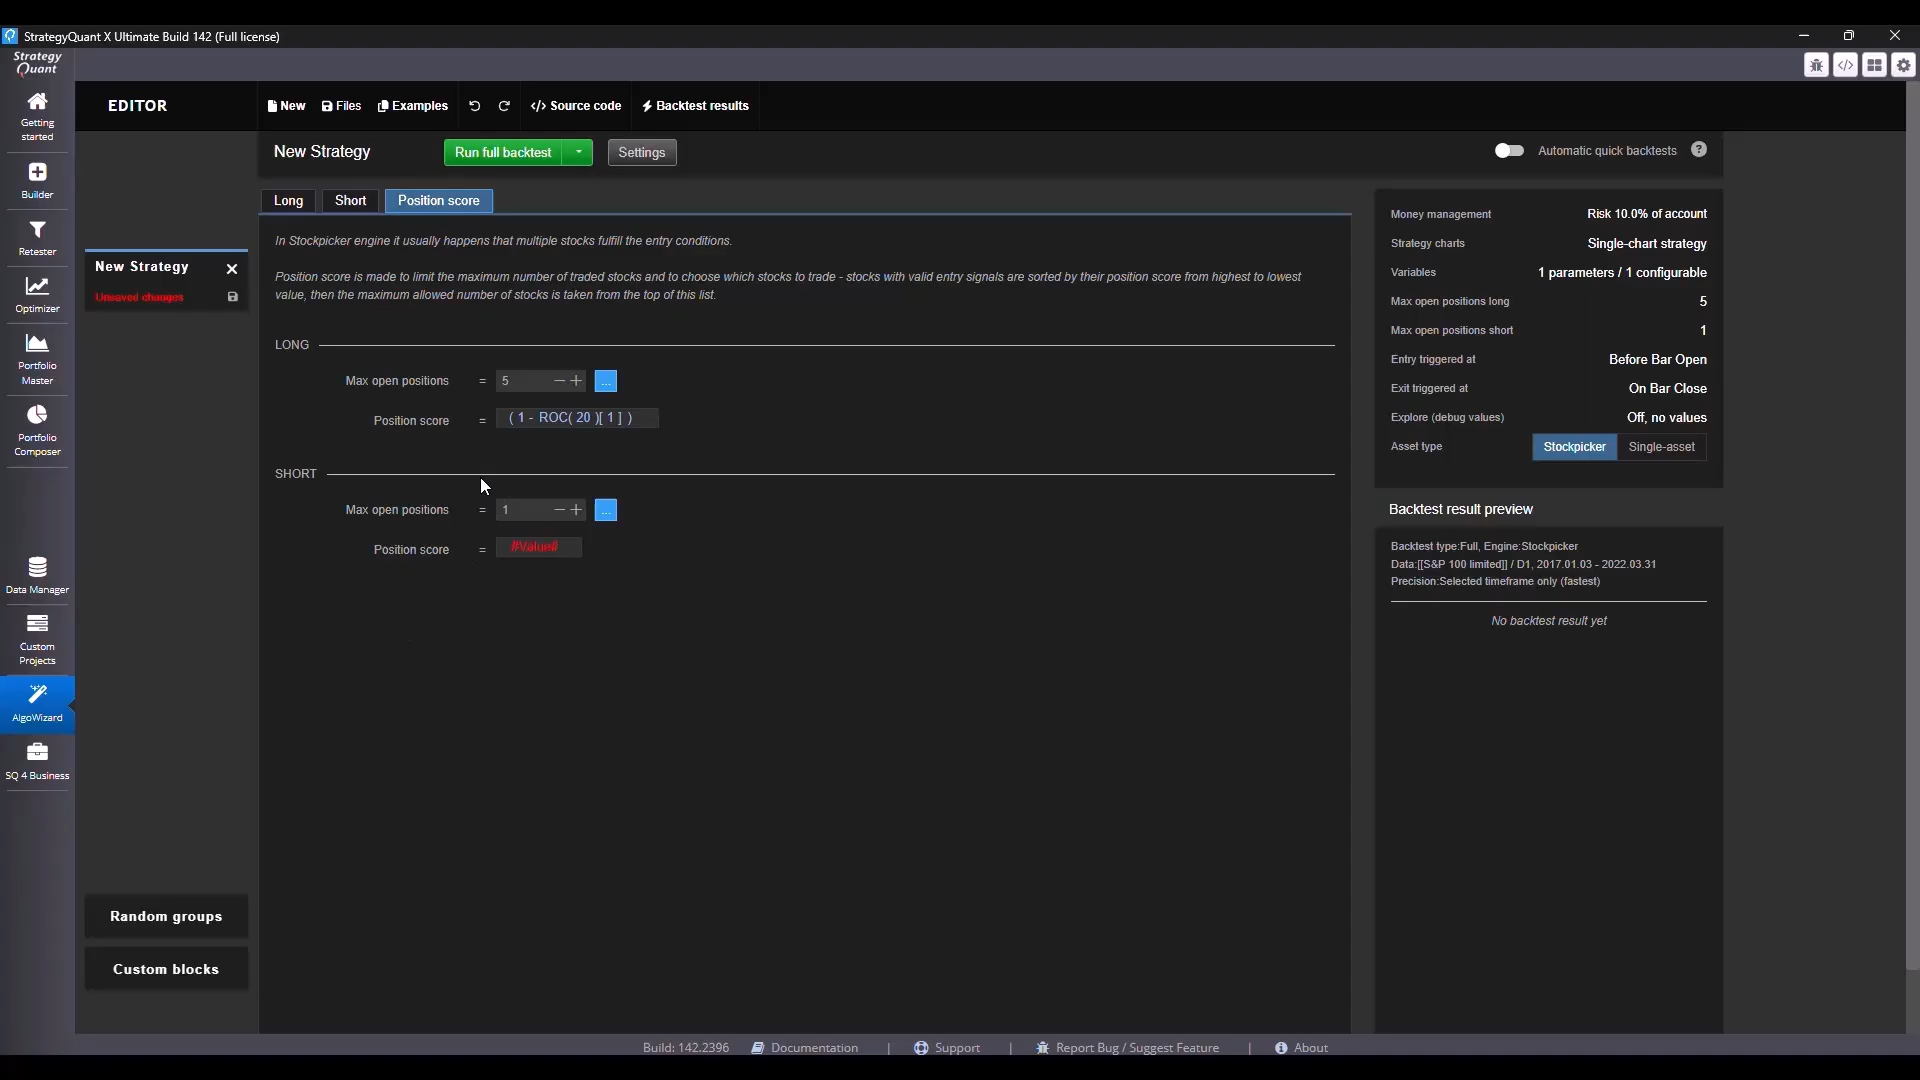 StrategyQuant X Ultimate Build 142 (Full license)
Strategy
Quant
EDITOR
New
Files
Examples
</> Source code
Backtest results
Getting
started
Builder
Retester
Optimizer
Portfolio
Master
Portfolio
Composer
Data Manager
Custom
Projects
AlgoWizard
SQ 4 Business
New Strategy
Unsaved changes
Random groups
Custom blocks
New Strategy
Run full backtest
Settings
Automatic quick backtests ?
Long
Short
Position score
In Stockpicker engine it usually happens that multiple stocks fulfill the entry conditions.
Position score is made to limit the maximum number of traded stocks and to choose which stocks to trade - stocks with valid entry signals are sorted by their position score from highest to lowest
value, then the maximum allowed number of stocks is taken from the top of this list.
LONG
Max open positions = 5 ...
Position score = ( 1 - ROC( 20 )[ 1 ] )
SHORT
Max open positions = 1 ...
Position score = #Value#
Money management Risk 10.0% of account
Strategy charts Single-chart strategy
Variables 1 parameters / 1 configurable
Max open positions long 5
Max open positions short 1
Entry triggered at Before Bar Open
Exit triggered at On Bar Close
Explore (debug values) Off, no values
Asset type Stockpicker Single-asset
Backtest result preview
Backtest type:Full, Engine:Stockpicker
Data:[[S&P 100 limited]] / D1, 2017.01.03 - 2022.03.31
Precision:Selected timeframe only (fastest)
No backtest result yet
Build: 142.2396 Documentation | Support | Report Bug / Suggest Feature | About